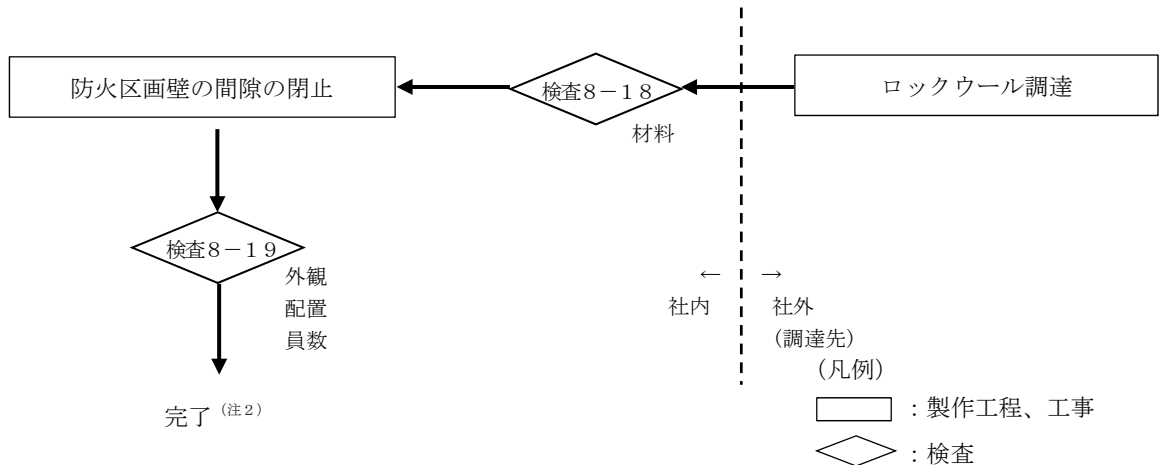 防火区画壁の間隙の閉止
検査8-18
ロックウール調達
材料
検査8-19
外観
配置
員数
← →
社内 社外
(調達先)
(凡例)
完了(注2)
:製作工程、工事
:検査